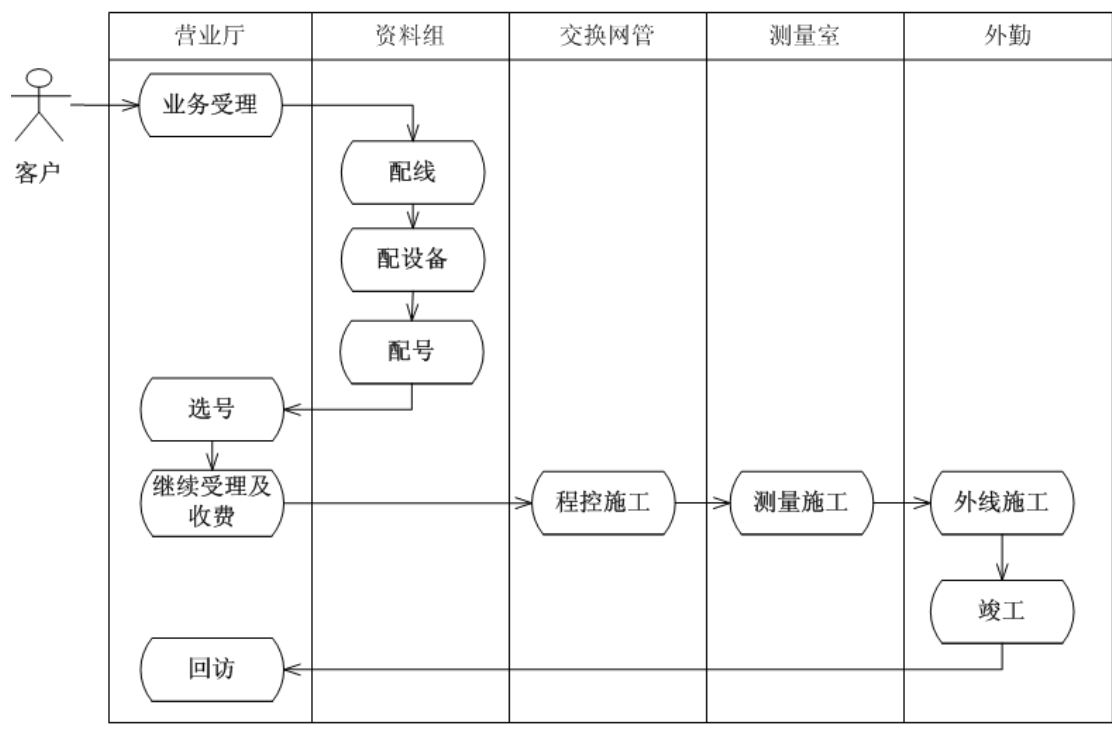 营业厅
资料组
交换网管
测量室
外勤
客户
业务受理
配线
配设备
配号
选号
继续受理及
收费
程控施工
测量施工
外线施工
竣工
回访